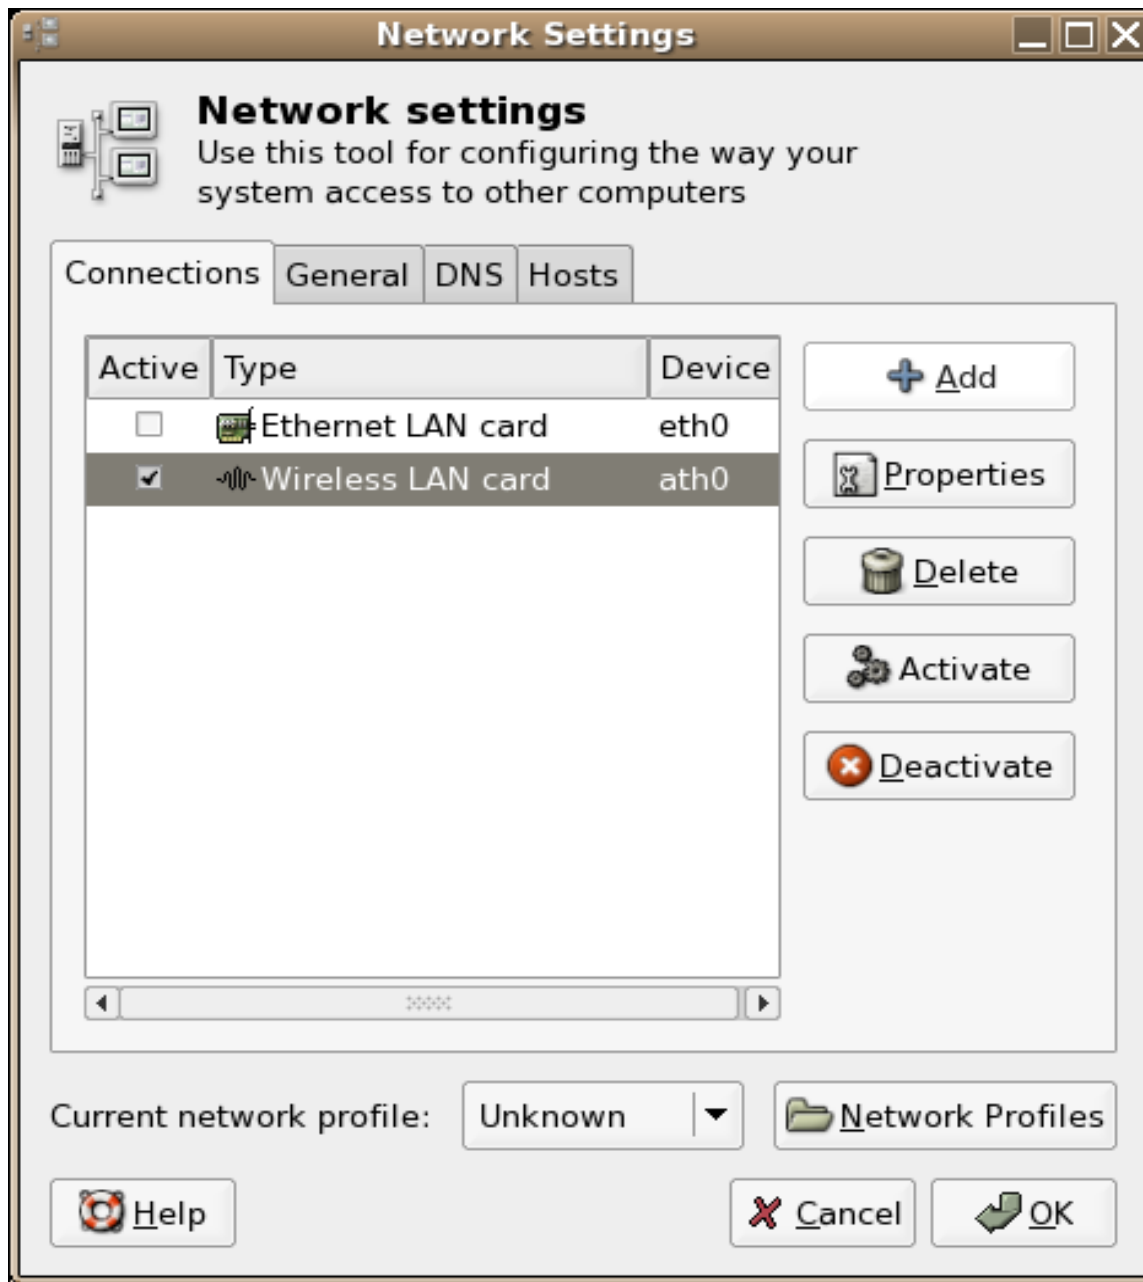 Network Settings
Network settings
Use this tool for configuring the way your
system access to other computers
Connections General DNS Hosts
Active Type Device
Ethernet LAN card eth0
Wireless LAN card ath0
Add
Properties
Delete
Activate
Deactivate
Current network profile: Unknown Network Profiles
Help Cancel OK